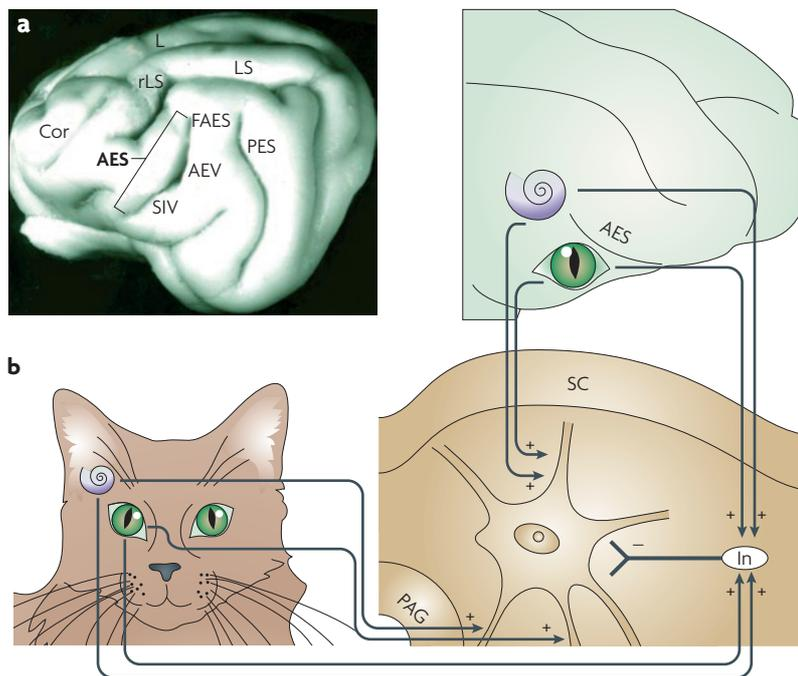 a
L
LS
rLS
Cor
FAES
PES
AES
AEV
SIV
AES
b
SC
+
+
+ +
–
In
+ +
PAG
+
+